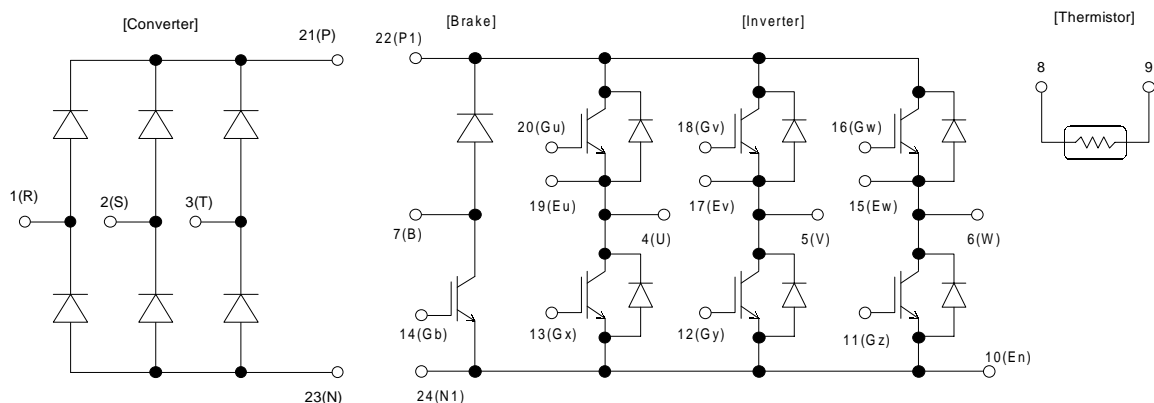 [Converter]
21(P)
1(R)
2(S)
3(T)
23(N)
[Brake]
22(P1)
7(B)
14(Gb)
24(N1)
[Inverter]
20(Gu)
18(Gv)
16(Gw)
19(Eu)
17(Ev)
15(Ew)
4(U)
5(V)
6(W)
13(Gx)
12(Gy)
11(Gz)
10(En)
[Thermistor]
8
9